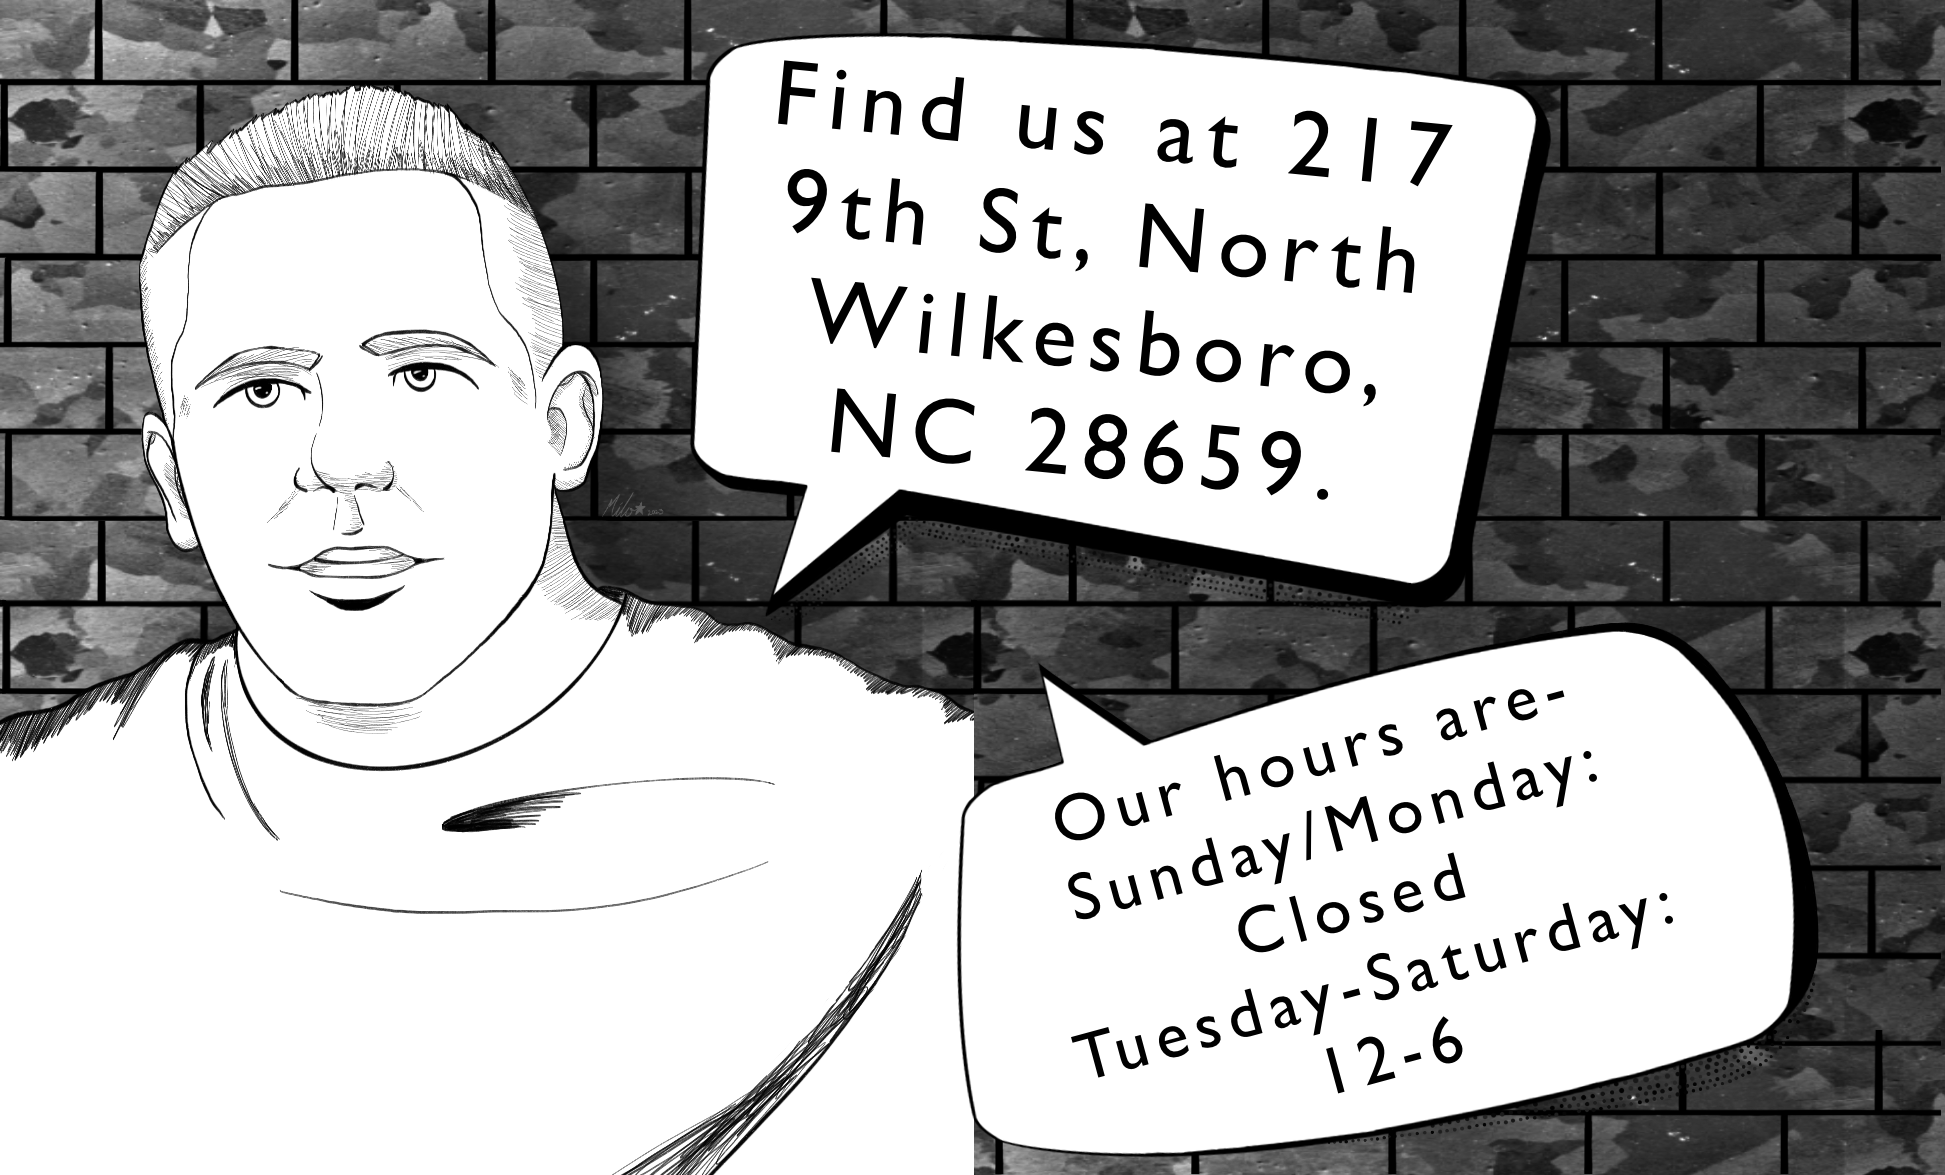 Find us at 217
9th St, North
Wilkesboro,
NC 28659.
Milo
Our hours are-
Sunday/Monday:
Closed
Tuesday-Saturday:
12-6